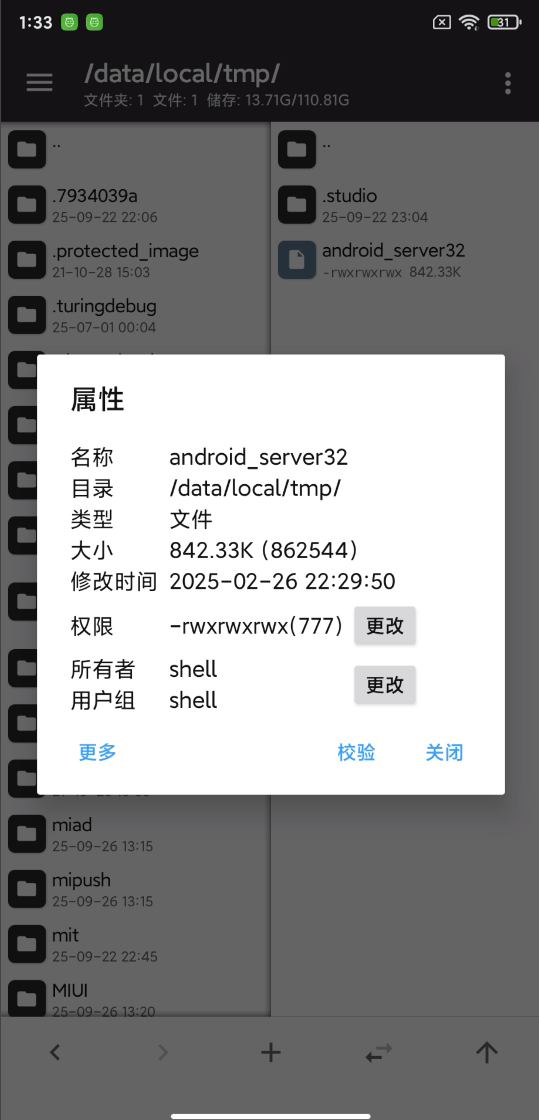 1:33
31
/data/local/tmp/
文件夹: 1 文件: 1 储存: 13.71G/110.81G
..
.7934039a
25-09-22 22:06
.protected_image
21-10-28 15:03
.turingdebug
25-07-01 00:04
..
.studio
25-09-22 23:04
android_server32
-rwxrwxrwx 842.33K
属性
名称 android_server32
目录 /data/local/tmp/
类型 文件
大小 842.33K (862544)
修改时间 2025-02-26 22:29:50
权限 -rwxrwxrwx(777) 更改
所有者 shell
更改
用户组 shell
更多 校验 关闭
miad
25-09-26 13:15
mipush
25-09-26 13:15
mit
25-09-22 22:45
MIUI
25-09-26 13:20